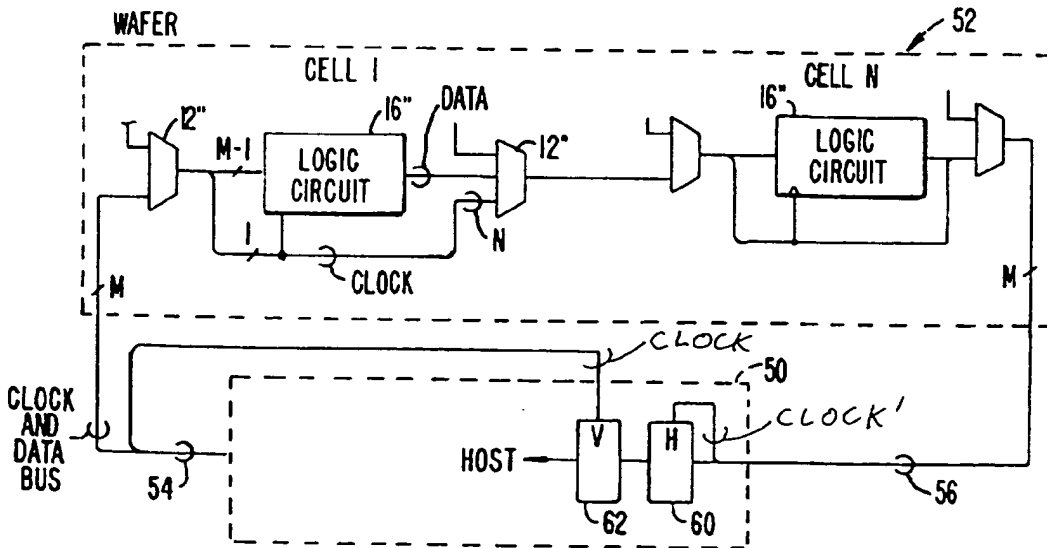 WAFER
52
CELL 1
CELL N
12"
16"
DATA
12"
16"
M-1
LOGIC
CIRCUIT
LOGIC
CIRCUIT
1
N
CLOCK
M
M
CLOCK
50
CLOCK
AND
DATA
BUS
V
H
CLOCK'
HOST
54
62
60
56